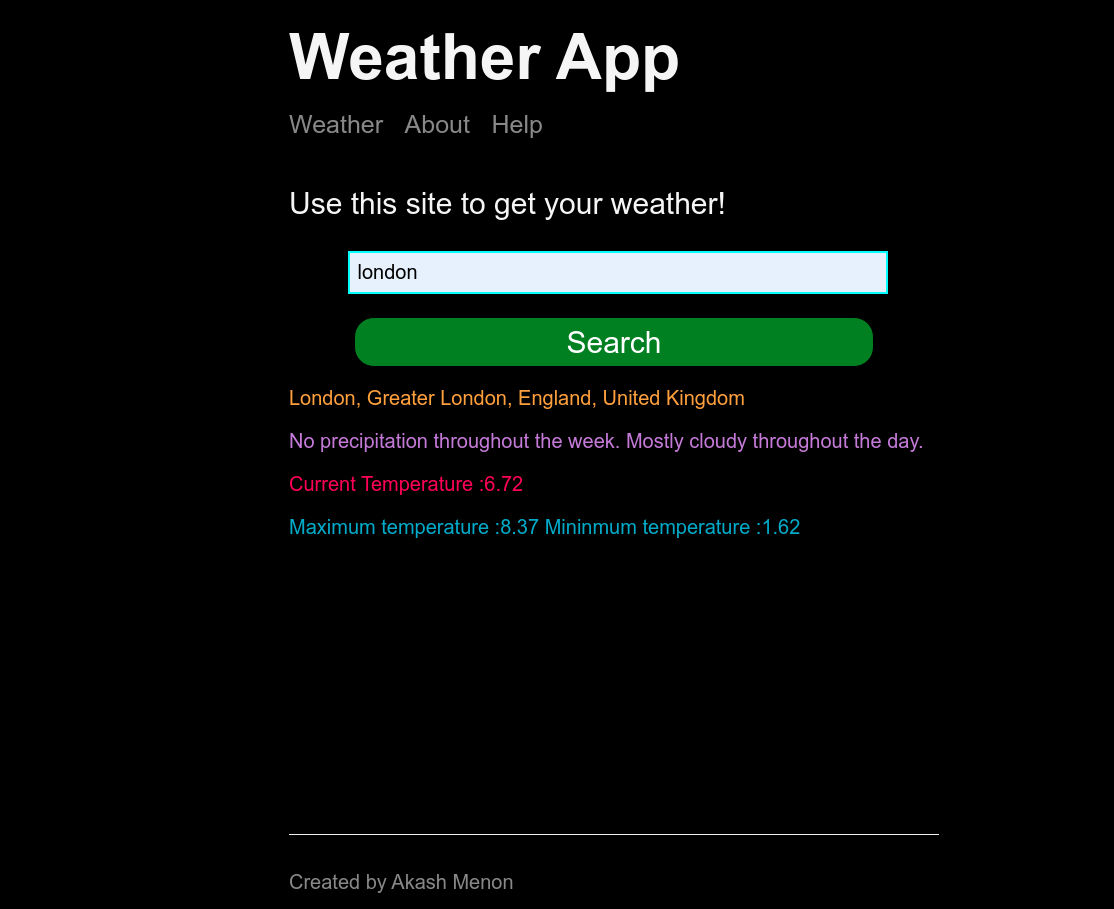 Weather App
Weather About Help
Use this site to get your weather!
london
Search
London, Greater London, England, United Kingdom
No precipitation throughout the week. Mostly cloudy throughout the day.
Current Temperature :6.72
Maximum temperature :8.37 Mininmum temperature :1.62
Created by Akash Menon